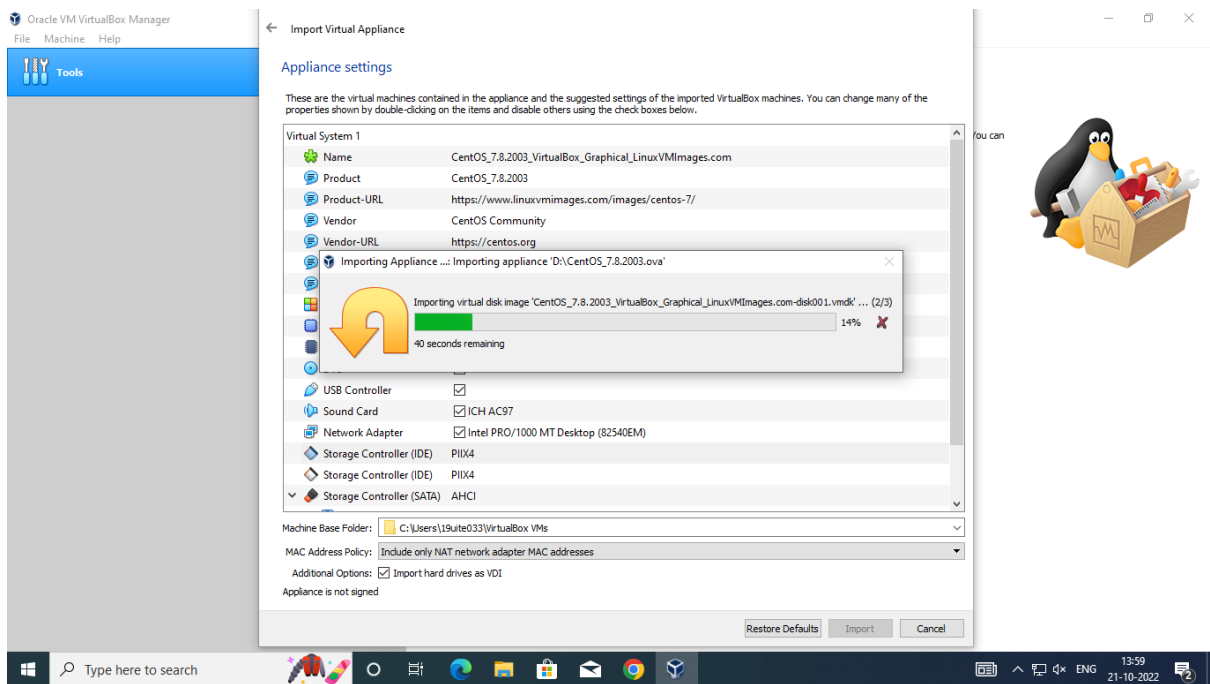 Oracle VM VirtualBox Manager
File Machine Help
Tools
Import Virtual Appliance
Appliance settings
These are the virtual machines contained in the appliance and the suggested settings of the imported VirtualBox machines. You can change many of the
properties shown by double-clicking on the items and disable others using the check boxes below.
You can
Virtual System 1
Name CentOS_7.8.2003_VirtualBox_Graphical_LinuxVMImages.com
Product CentOS_7.8.2003
Product-URL https://www.linuxvmimages.com/images/centos-7/
Vendor CentOS Community
Vendor-URL https://centos.org
Importing Appliance ...: Importing appliance 'D:\CentOS_7.8.2003.ova'
Importing virtual disk image 'CentOS_7.8.2003_VirtualBox_Graphical_LinuxVMImages.com-disk001.vmdk' ... (2/3)
14%
40 seconds remaining
USB Controller
Sound Card ICH AC97
Network Adapter Intel PRO/1000 MT Desktop (82540EM)
Storage Controller (IDE) PIIX4
Storage Controller (IDE) PIIX4
Storage Controller (SATA) AHCI
Machine Base Folder: C:\Users\19uite033\VirtualBox VMs
MAC Address Policy: Include only NAT network adapter MAC addresses
Additional Options: Import hard drives as VDI
Appliance is not signed
Restore Defaults Import Cancel
Type here to search
ENG
13:59
21-10-2022
2